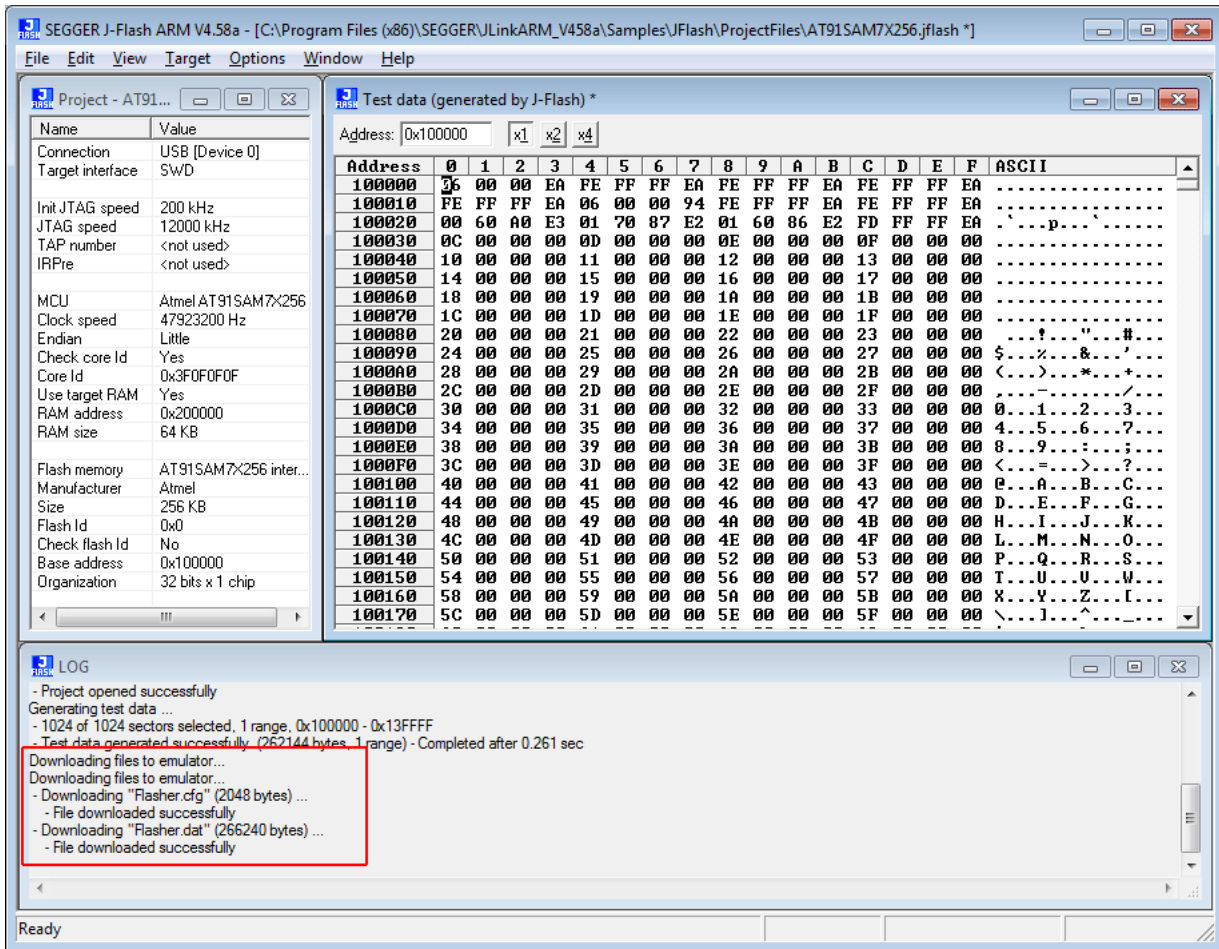 SEGGER J-Flash ARM V4.58a - [C:\Program Files (x86)\SEGGER\JLinkARM_V458a\Samples\JFlash\ProjectFiles\AT91SAM7X256.jflash *]
File Edit View Target Options Window Help
Project - AT91...
Name Value
Connection USB [Device 0]
Target interface SWD
Init JTAG speed 200 kHz
JTAG speed 12000 kHz
TAP number <not used>
IRPre <not used>
MCU Atmel AT91SAM7X256
Clock speed 47923200 Hz
Endian Little
Check core Id Yes
Core Id 0x3F0F0F0F
Use target RAM Yes
RAM address 0x200000
RAM size 64 KB
Flash memory AT91SAM7X256 inter...
Manufacturer Atmel
Size 256 KB
Flash Id 0x0
Check flash Id No
Base address 0x100000
Organization 32 bits x 1 chip
Test data (generated by J-Flash) *
Address: 0x100000 x1 x2 x4
Address 0 1 2 3 4 5 6 7 8 9 A B C D E F ASCII
100000 06 00 00 EA FE FF FF EA FE FF FF EA FE FF FF EA ................
100010 FE FF FF EA 06 00 00 94 FE FF FF EA FE FF FF EA ................
100020 00 60 A0 E3 01 70 87 E2 01 60 86 E2 FD FF FF EA .`...p...`......
100030 0C 00 00 00 0D 00 00 00 0E 00 00 00 0F 00 00 00 ................
100040 10 00 00 00 11 00 00 00 12 00 00 00 13 00 00 00 ................
100050 14 00 00 00 15 00 00 00 16 00 00 00 17 00 00 00 ................
100060 18 00 00 00 19 00 00 00 1A 00 00 00 1B 00 00 00 ................
100070 1C 00 00 00 1D 00 00 00 1E 00 00 00 1F 00 00 00 ................
100080 20 00 00 00 21 00 00 00 22 00 00 00 23 00 00 00  ...!..."...#...
100090 24 00 00 00 25 00 00 00 26 00 00 00 27 00 00 00 $...%...&...'...
1000A0 28 00 00 00 29 00 00 00 2A 00 00 00 2B 00 00 00 (...)...*...+...
1000B0 2C 00 00 00 2D 00 00 00 2E 00 00 00 2F 00 00 00 ,...-......./...
1000C0 30 00 00 00 31 00 00 00 32 00 00 00 33 00 00 00 0...1...2...3...
1000D0 34 00 00 00 35 00 00 00 36 00 00 00 37 00 00 00 4...5...6...7...
1000E0 38 00 00 00 39 00 00 00 3A 00 00 00 3B 00 00 00 8...9...:...;...
1000F0 3C 00 00 00 3D 00 00 00 3E 00 00 00 3F 00 00 00 <...=...>...?...
100100 40 00 00 00 41 00 00 00 42 00 00 00 43 00 00 00 @...A...B...C...
100110 44 00 00 00 45 00 00 00 46 00 00 00 47 00 00 00 D...E...F...G...
100120 48 00 00 00 49 00 00 00 4A 00 00 00 4B 00 00 00 H...I...J...K...
100130 4C 00 00 00 4D 00 00 00 4E 00 00 00 4F 00 00 00 L...M...N...O...
100140 50 00 00 00 51 00 00 00 52 00 00 00 53 00 00 00 P...Q...R...S...
100150 54 00 00 00 55 00 00 00 56 00 00 00 57 00 00 00 T...U...V...W...
100160 58 00 00 00 59 00 00 00 5A 00 00 00 5B 00 00 00 X...Y...Z...[...
100170 5C 00 00 00 5D 00 00 00 5E 00 00 00 5F 00 00 00 \...]...^..._...
LOG
- Project opened successfully
Generating test data ...
- 1024 of 1024 sectors selected, 1 range, 0x100000 - 0x13FFFF
- Test data generated successfully. (262144 bytes, 1 range) - Completed after 0.261 sec
Downloading files to emulator...
Downloading files to emulator...
- Downloading "Flasher.cfg" (2048 bytes) ...
- File downloaded successfully
- Downloading "Flasher.dat" (266240 bytes) ...
- File downloaded successfully
Ready